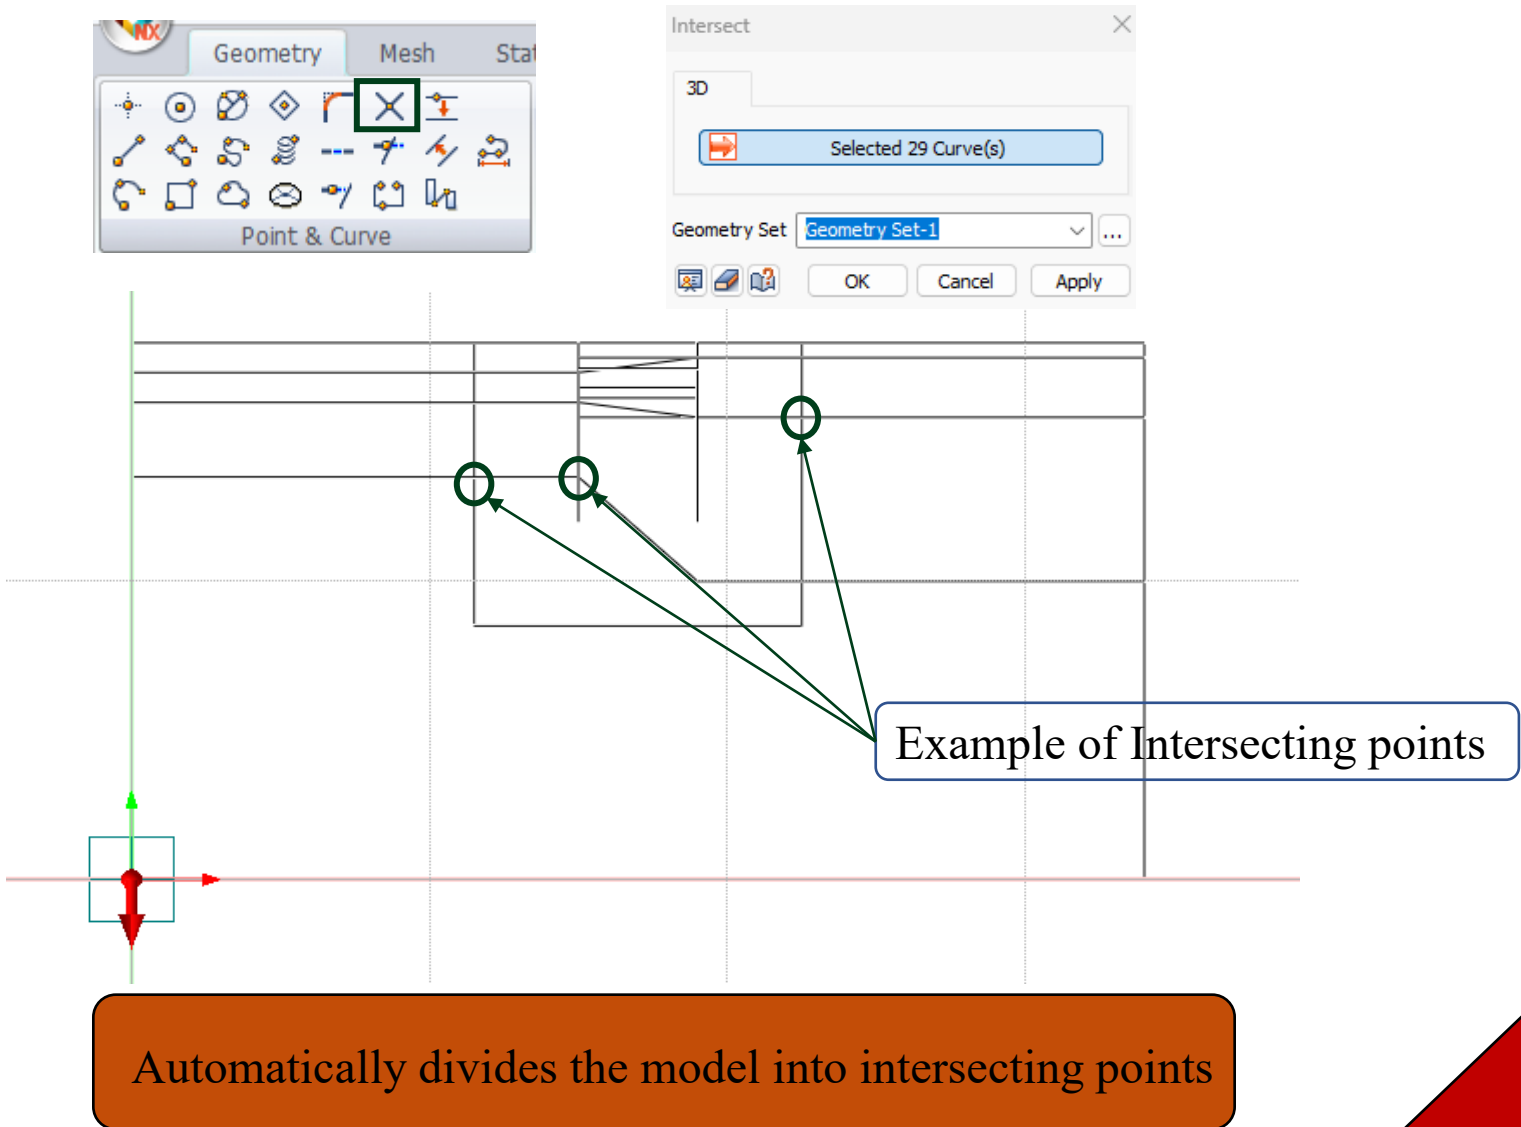 NX
Geometry Mesh Stat
Point & Curve
Intersect
3D
Selected 29 Curve(s)
Geometry Set Geometry Set-1 ...
OK Cancel Apply
Example of Intersecting points
Automatically divides the model into intersecting points